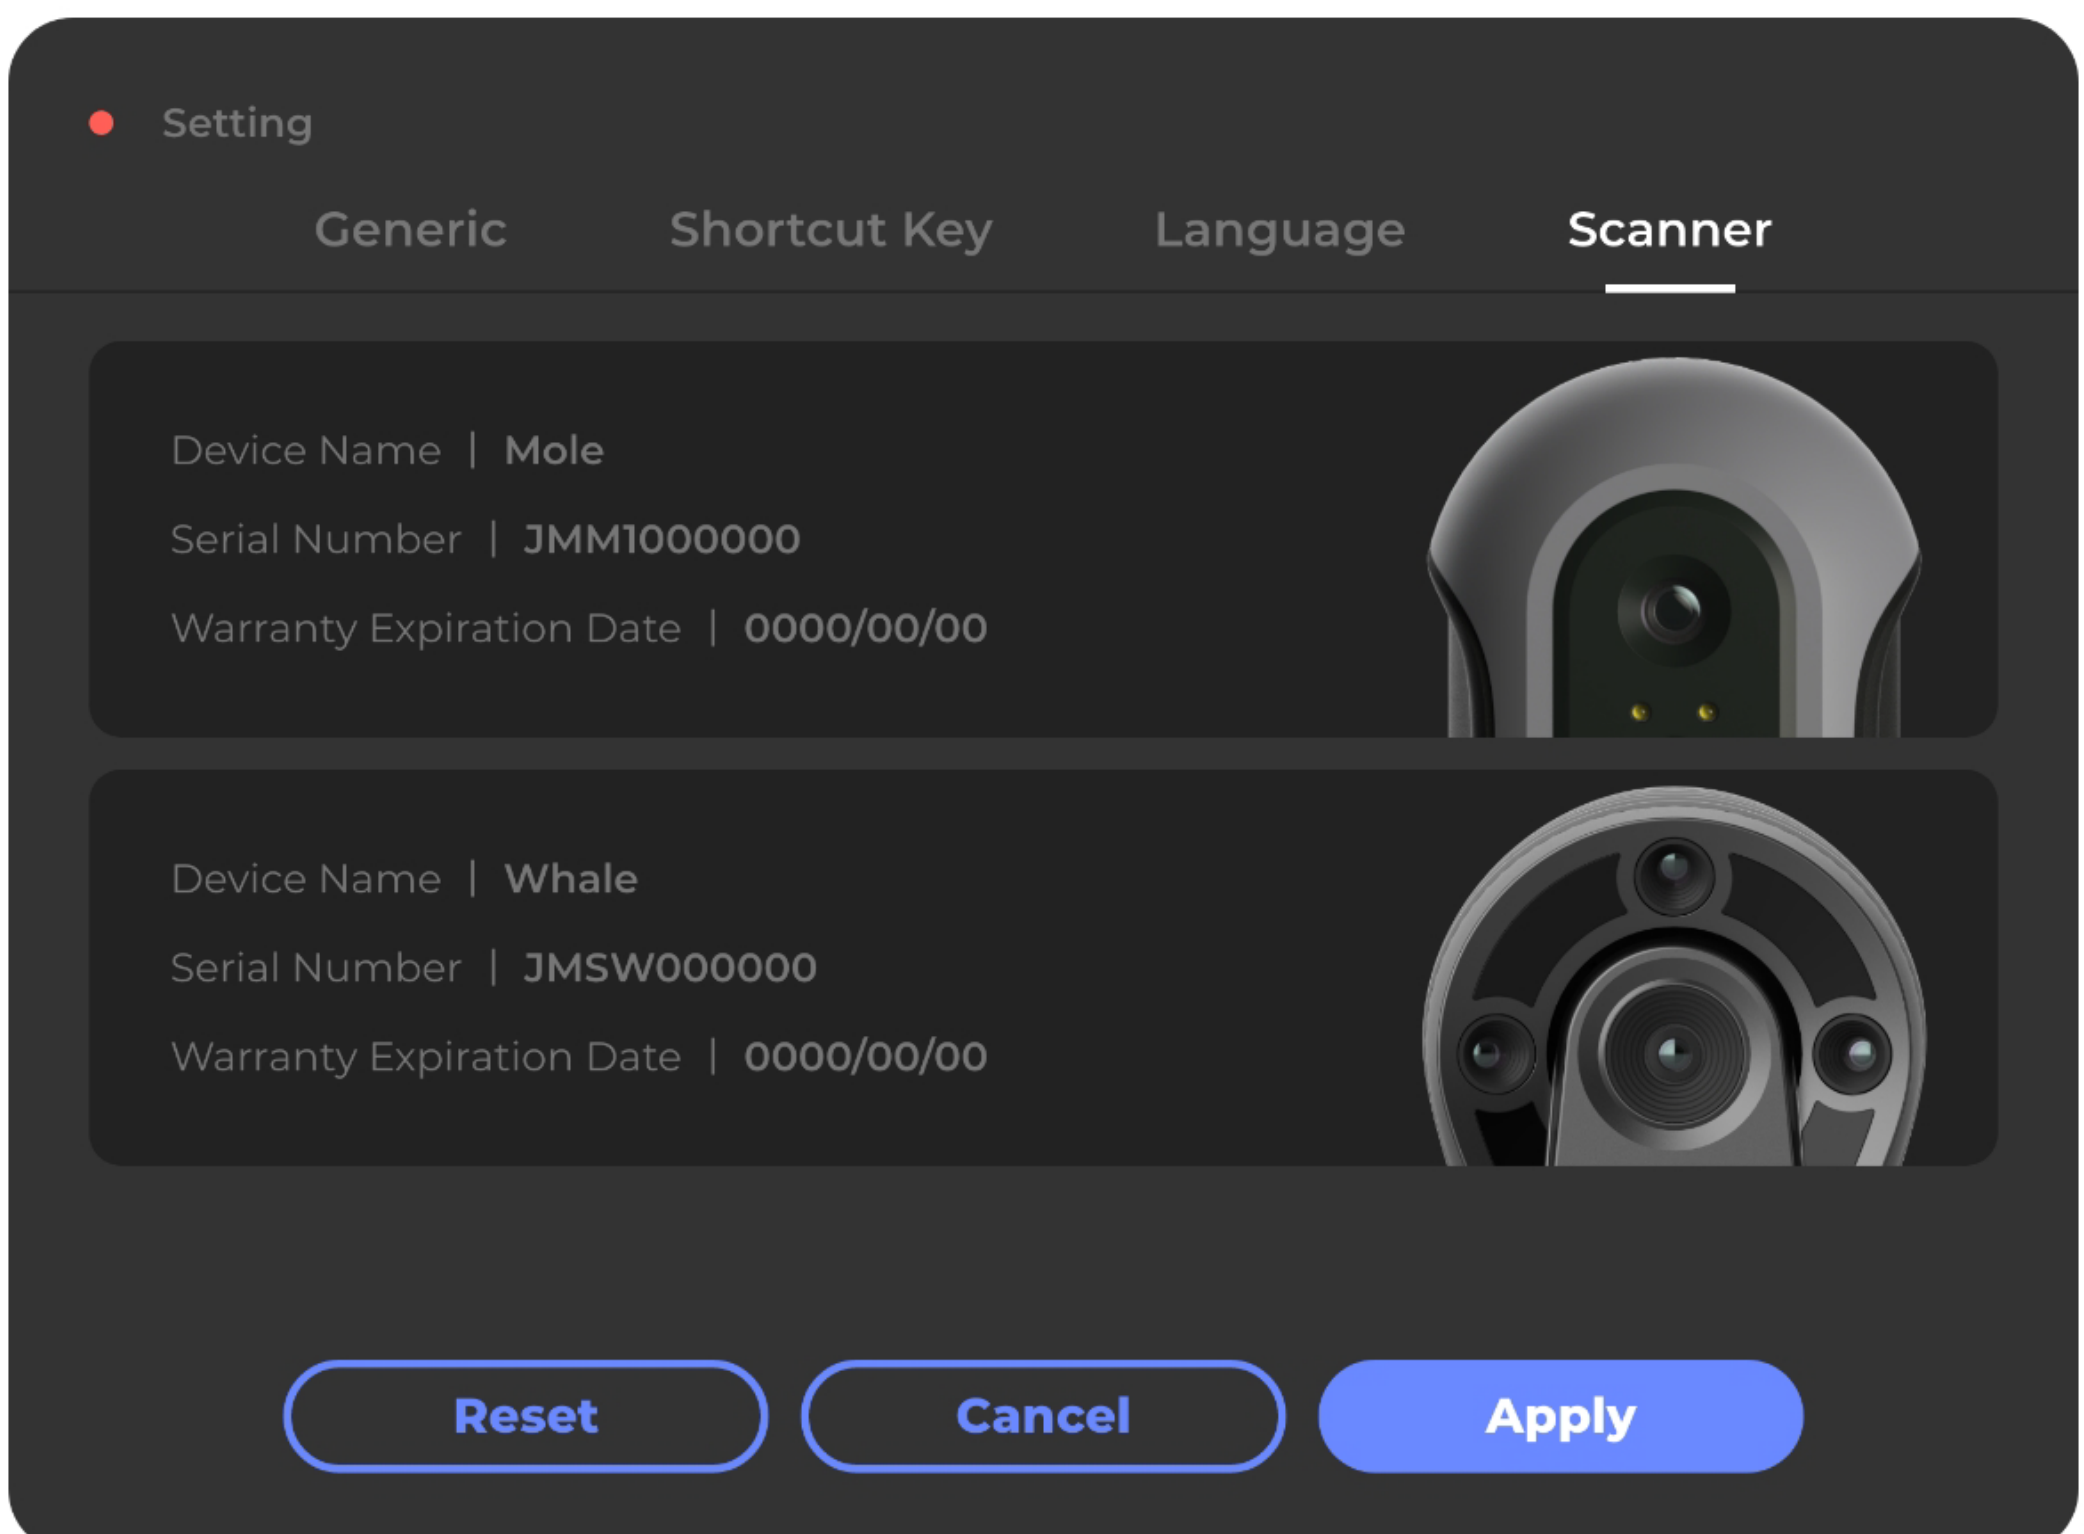 Setting
Generic Shortcut Key Language Scanner
Device Name | Mole
Serial Number | JMM1000000
Warranty Expiration Date | 0000/00/00
Device Name | Whale
Serial Number | JMSW000000
Warranty Expiration Date | 0000/00/00
Reset Cancel Apply